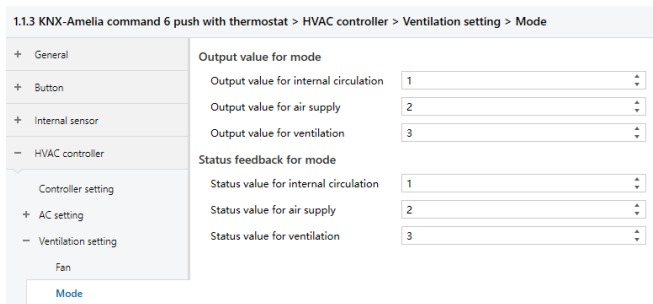 1.1.3 KNX-Amelia command 6 push with thermostat > HVAC controller > Ventilation setting > Mode
+ General
+ Button
+ Internal sensor
− HVAC controller
Controller setting
+ AC setting
− Ventilation setting
Fan
Mode
Output value for mode
Output value for internal circulation 1
Output value for air supply 2
Output value for ventilation 3
Status feedback for mode
Status value for internal circulation 1
Status value for air supply 2
Status value for ventilation 3